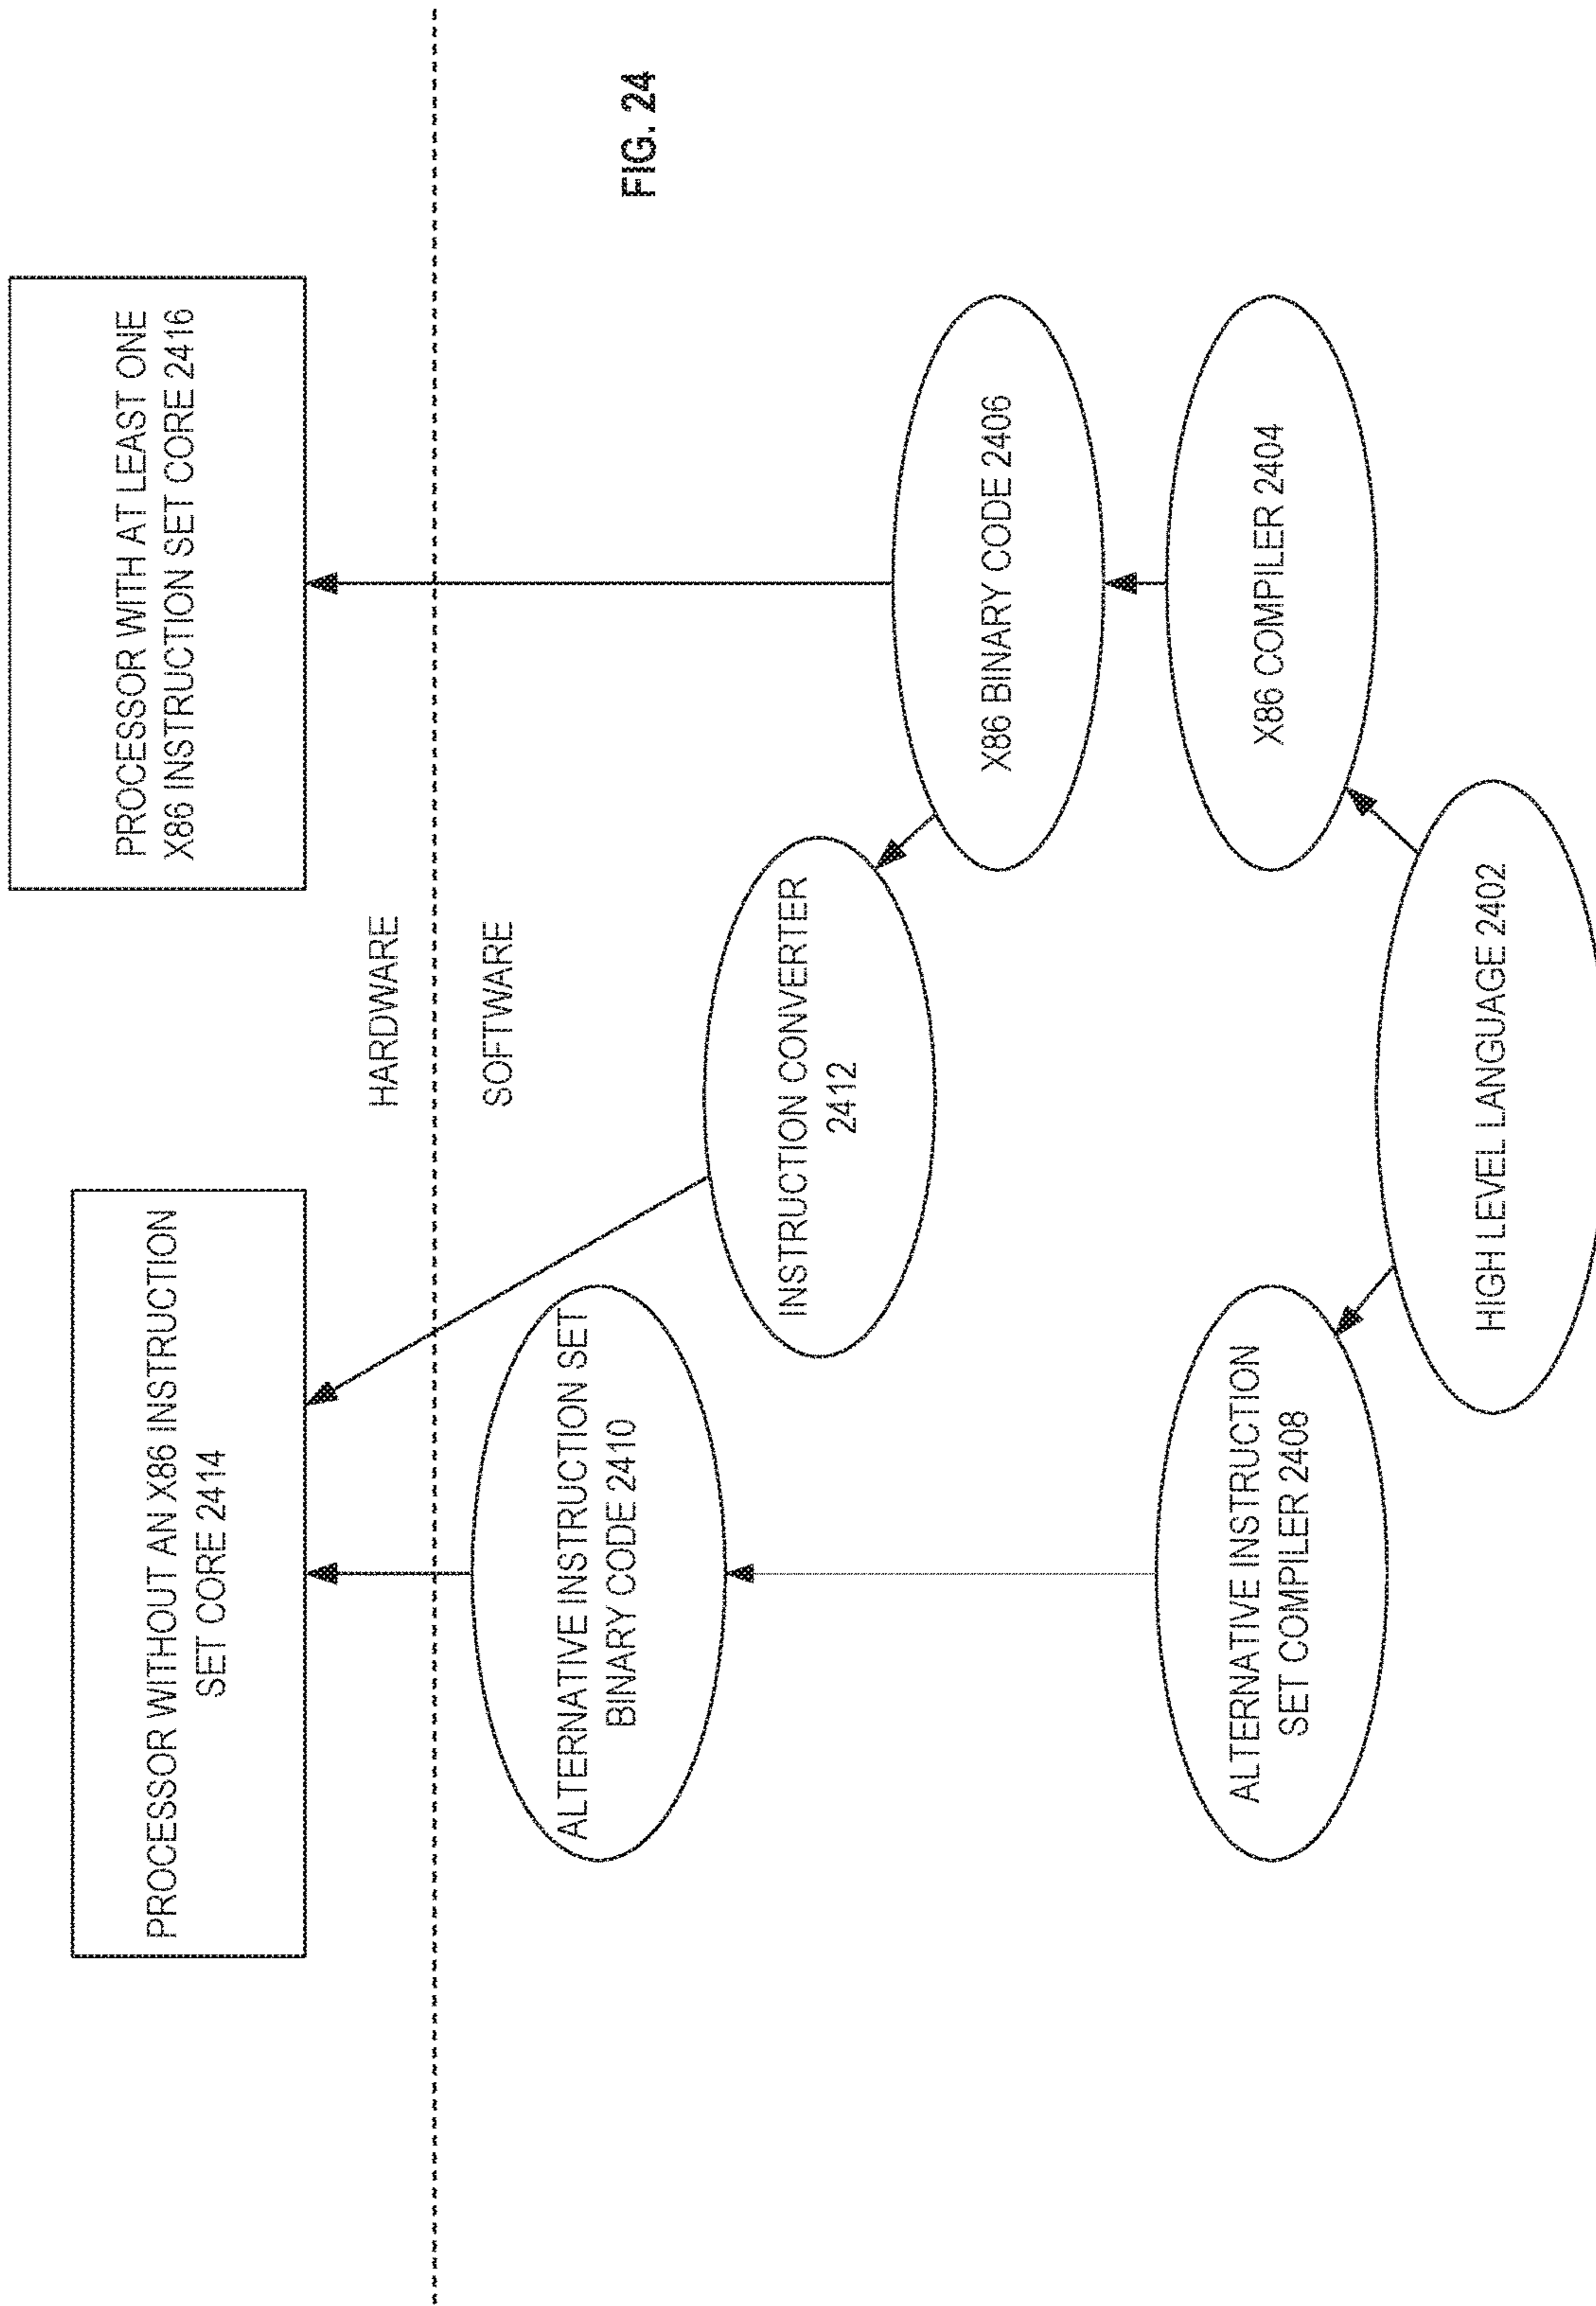 PROCESSOR WITHOUT AN X86 INSTRUCTION
SET CORE 2414
PROCESSOR WITH AT LEAST ONE
X86 INSTRUCTION SET CORE 2416
HARDWARE
SOFTWARE
ALTERNATIVE INSTRUCTION SET
BINARY CODE 2410
FIG. 24
INSTRUCTION CONVERTER
2412
X86 BINARY CODE 2406
ALTERNATIVE INSTRUCTION
SET COMPILER 2408
X86 COMPILER 2404
HIGH LEVEL LANGUAGE 2402